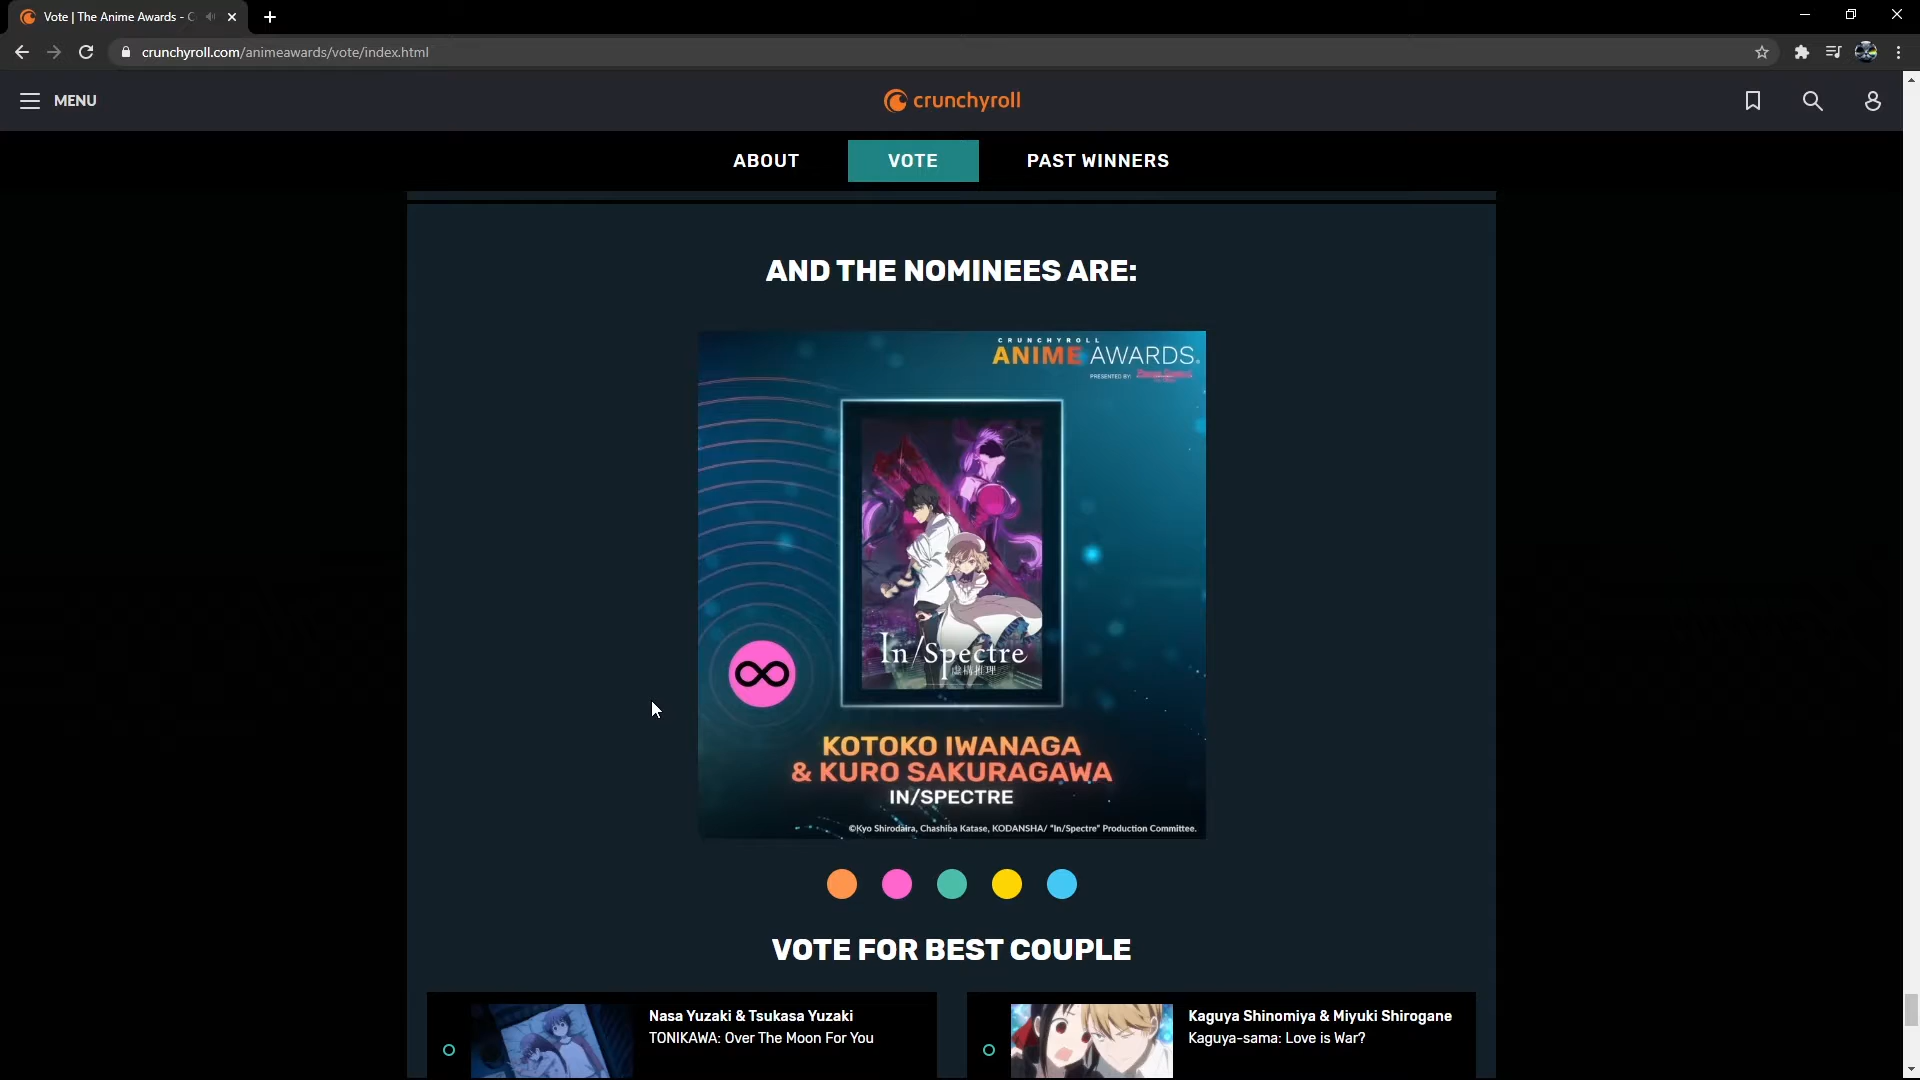 Vote | The Anime Awards - C
crunchyroll.com/animeawards/vote/index.html
MENU
crunchyroll
ABOUT
VOTE
PAST WINNERS
AND THE NOMINEES ARE:
CRUNCHYROLL
ANIME AWARDS.
PRESENTED BY:
In/Spectre
虚構推理
KOTOKO IWANAGA
& KURO SAKURAGAWA
IN/SPECTRE
©Kyo Shirodaira, Chashiba Katase, KODANSHA/ "In/Spectre" Production Committee.
VOTE FOR BEST COUPLE
Nasa Yuzaki & Tsukasa Yuzaki
TONIKAWA: Over The Moon For You
Kaguya Shinomiya & Miyuki Shirogane
Kaguya-sama: Love is War?